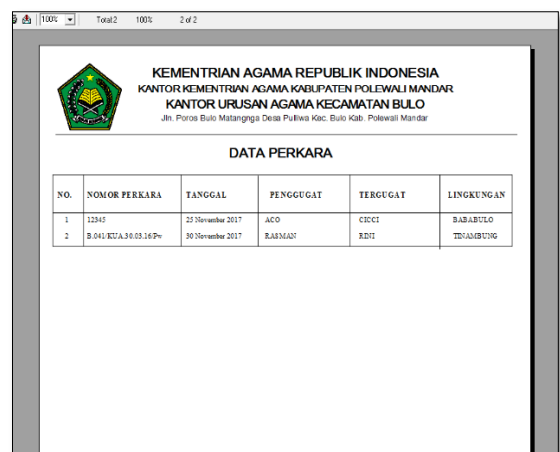 100% Total:2 100% 2 of 2
KEMENTRIAN AGAMA REPUBLIK INDONESIA
KANTOR KEMENTRIAN AGAMA KABUPATEN POLEWALI MANDAR
KANTOR URUSAN AGAMA KECAMATAN BULO
Jln. Poros Bulo Matangnga Desa Pulliwa Kec. Bulo Kab. Polewali Mandar
DATA PERKARA
NO. NOMOR PERKARA TANGGAL PENGGUGAT TERGUGAT LINGKUNGAN
1 12345 25 November 2017 ACO CICCI BABABULO
2 B.041/KUA.30.03.16/Pw 30 November 2017 RASMAN RINI TINAMBUNG